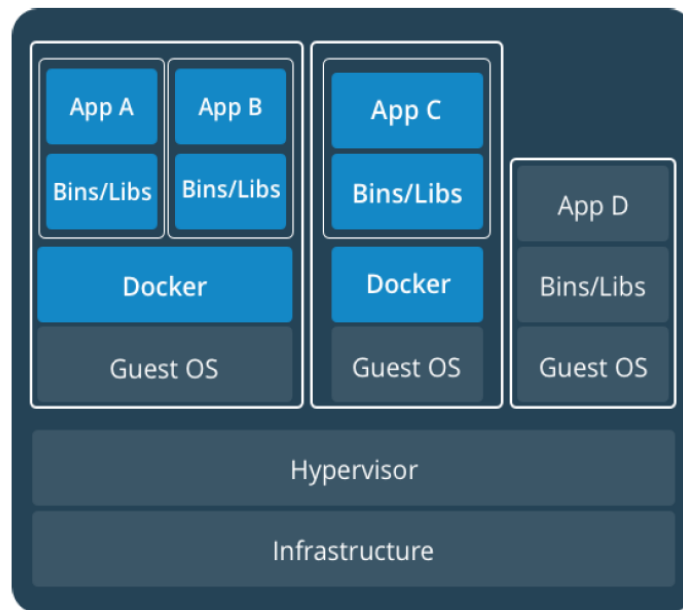 App A
App B
Bins/Libs
Bins/Libs
Docker
Guest OS
App C
Bins/Libs
Docker
Guest OS
App D
Bins/Libs
Guest OS
Hypervisor
Infrastructure